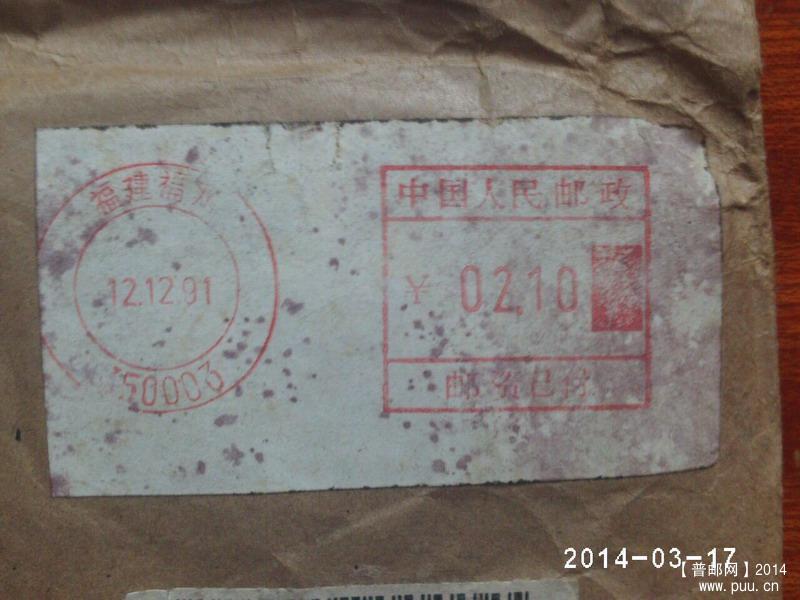 福建福州
12.12.91
350003
中国人民邮政
¥ 02.10
邮资已付
2014-03-17
【普邮网】2014
www.puu.cn